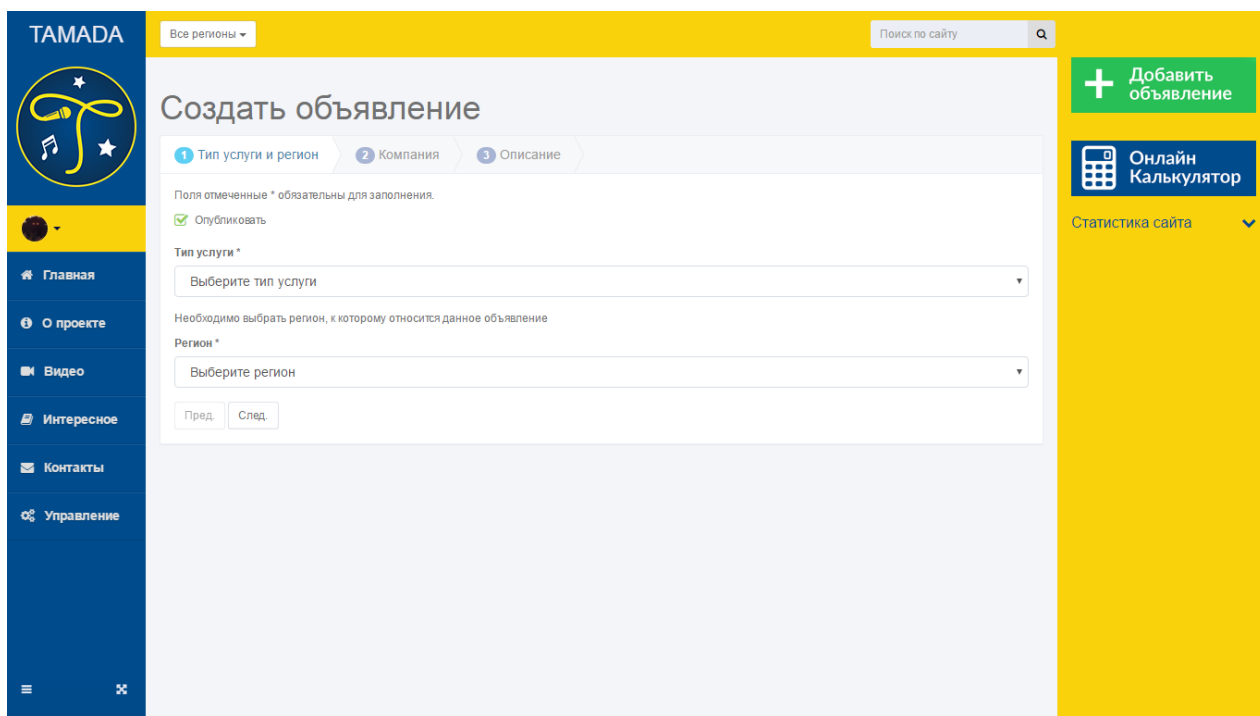 TAMADA
Все регионы
Поиск по сайту
Добавить
объявление
Создать объявление
1 Тип услуги и регион
2 Компания
3 Описание
Онлайн
Калькулятор
Поля отмеченные * обязательны для заполнения.
Опубликовать
Статистика сайта
Тип услуги *
Главная
Выберите тип услуги
Необходимо выбрать регион, к которому относится данное объявление
О проекте
Регион *
Видео
Выберите регион
Интересное
Пред.
След.
Контакты
Управление